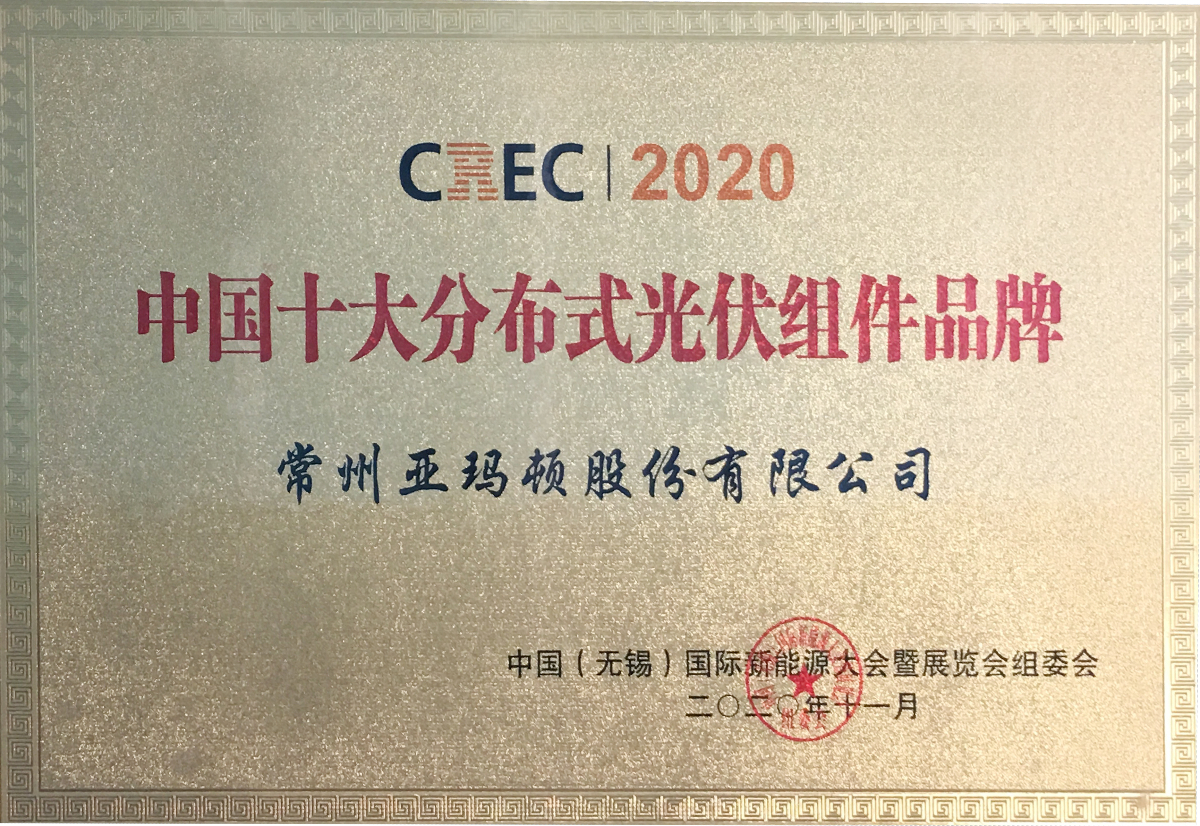 CREC | 2020
中国十大分布式光伏组件品牌
常州亚玛顿股份有限公司
中国（无锡）国际新能源大会暨展览会组委会
二〇二〇年十一月